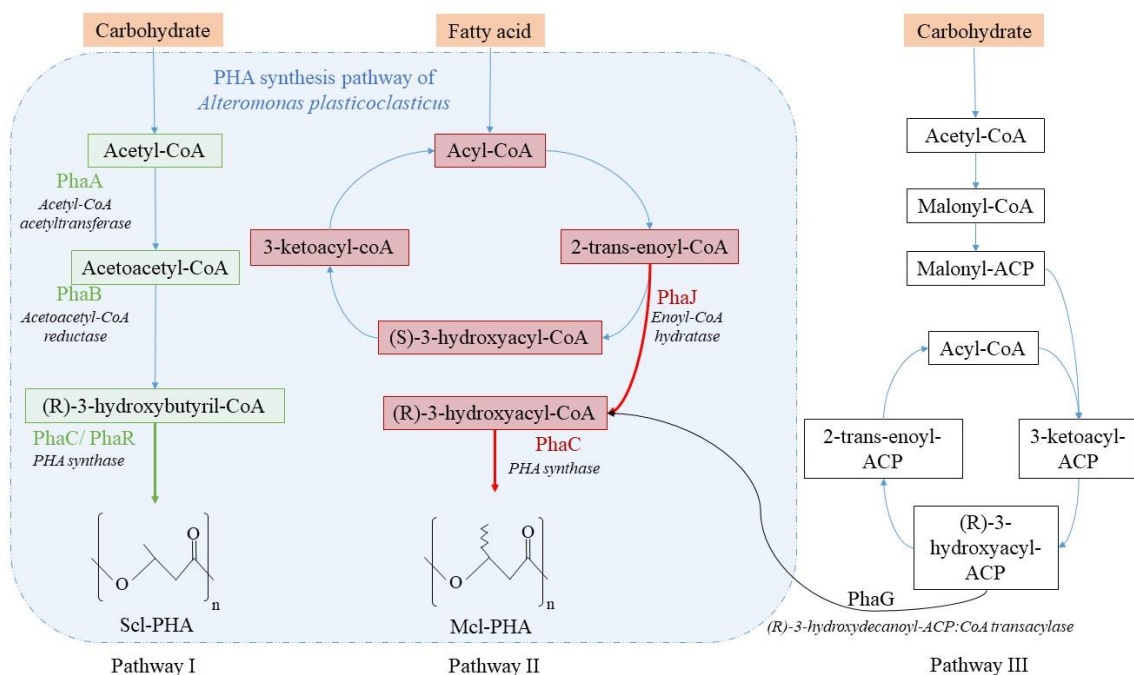 Carbohydrate
Fatty acid
Carbohydrate
PHA synthesis pathway of
Alteromonas plasticoclasticus
Acetyl-CoA
PhaA
Acetyl-CoA
acetyltransferase
Acetoacetyl-CoA
PhaB
Acetoacetyl-CoA
reductase
(R)-3-hydroxybutyril-CoA
PhaC/ PhaR
PHA synthase
O
O
n
Scl-PHA
Pathway I
Acyl-CoA
3-ketoacyl-coA
2-trans-enoyl-CoA
PhaJ
Enoyl-CoA
hydratase
(S)-3-hydroxyacyl-CoA
(R)-3-hydroxyacyl-CoA
PhaC
PHA synthase
O
O
n
Mcl-PHA
Pathway II
Acetyl-CoA
Malonyl-CoA
Malonyl-ACP
Acyl-CoA
2-trans-enoyl-
ACP
3-ketoacyl-
ACP
(R)-3-
hydroxyacyl-
ACP
PhaG
(R)-3-hydroxydecanoyl-ACP:CoA transacylase
Pathway III